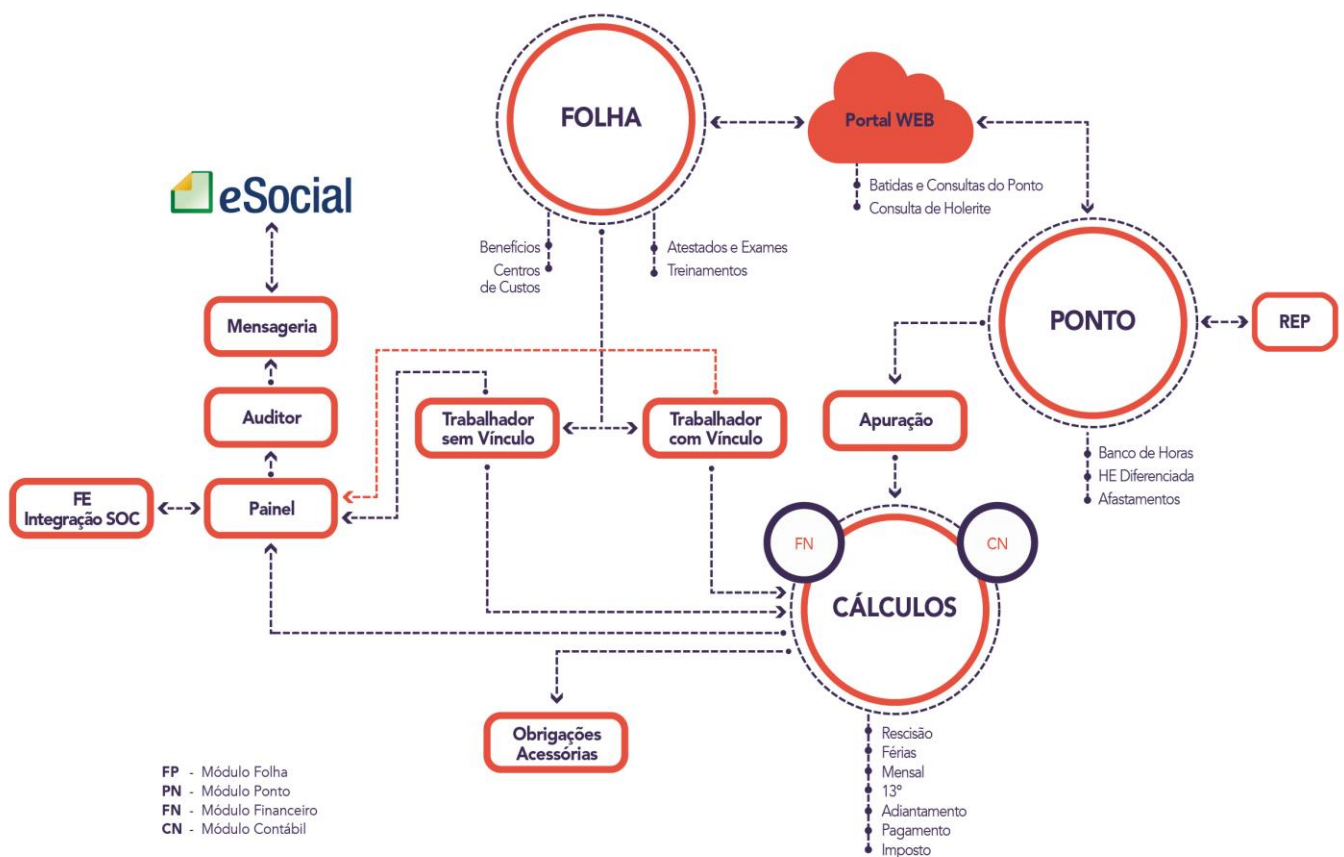 FOLHA
Portal WEB
Batidas e Consultas do Ponto
Consulta de Holerite
eSocial
Benefícios
Centros
de Custos
Atestados e Exames
Treinamentos
Mensageria
PONTO
REP
Auditor
Trabalhador
sem Vínculo
Trabalhador
com Vínculo
Apuração
Banco de Horas
HE Diferenciada
Afastamentos
FE
Integração SOC
Painel
FN
CN
CÁLCULOS
Obrigações
Acessórias
Rescisão
Férias
Mensal
13º
Adiantamento
Pagamento
Imposto
FP - Módulo Folha
PN - Módulo Ponto
FN - Módulo Financeiro
CN - Módulo Contábil